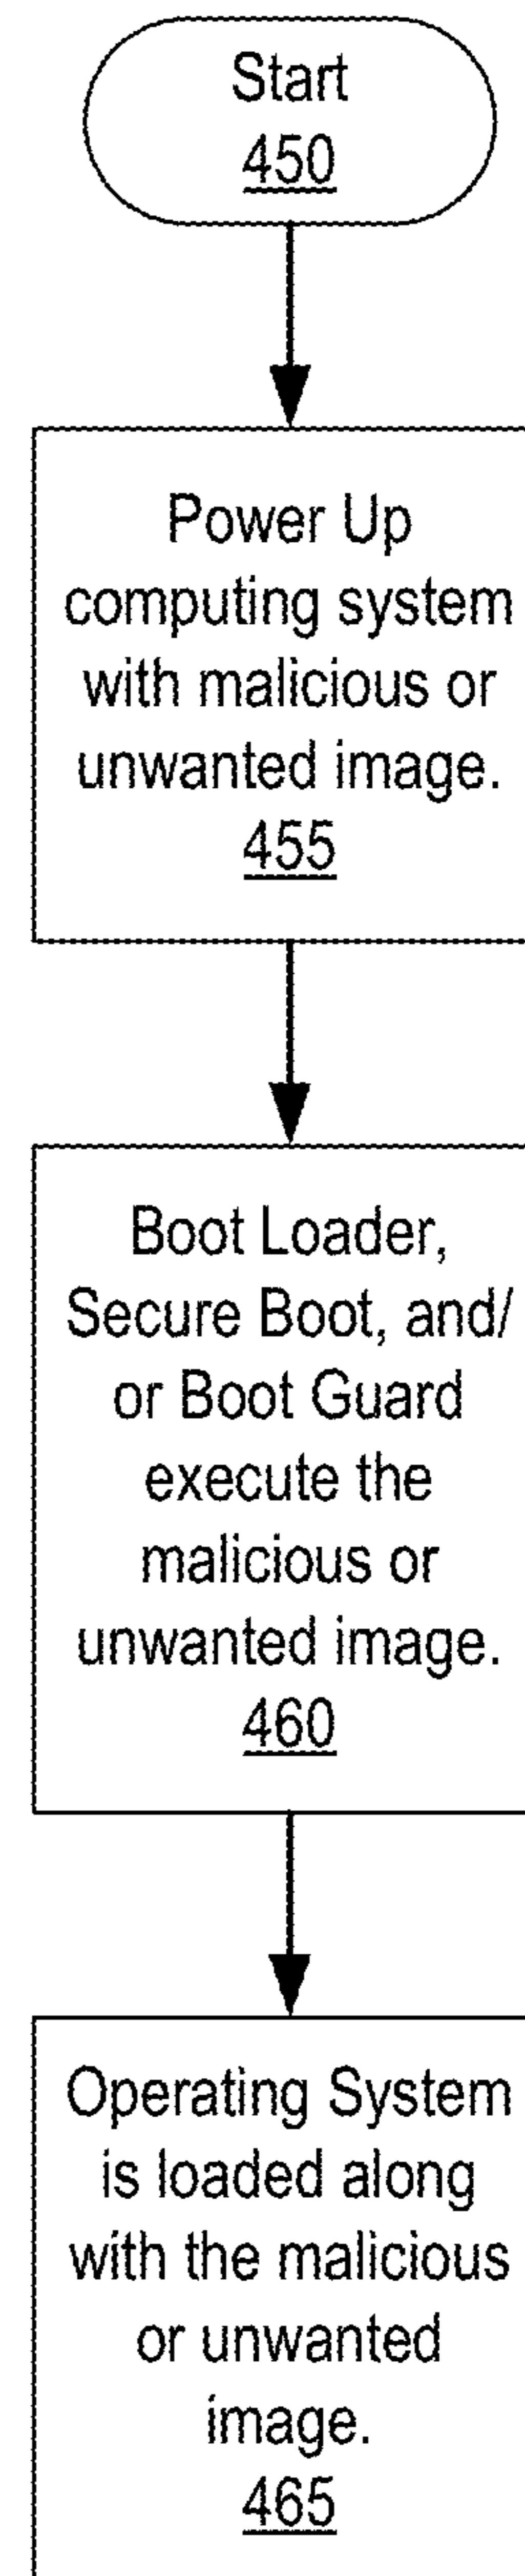 Start
450
Power Up
computing system
with malicious or
unwanted image.
455
Boot Loader,
Secure Boot, and/
or Boot Guard
execute the
malicious or
unwanted image.
460
Operating System
is loaded along
with the malicious
or unwanted
image.
465